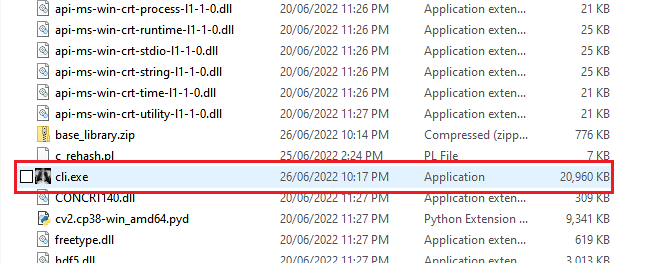 api-ms-win-crt-process-l1-1-0.dll 20/06/2022 11:26 PM Application exten... 21 KB
api-ms-win-crt-runtime-l1-1-0.dll 20/06/2022 11:26 PM Application exten... 25 KB
api-ms-win-crt-stdio-l1-1-0.dll 20/06/2022 11:26 PM Application exten... 26 KB
api-ms-win-crt-string-l1-1-0.dll 20/06/2022 11:26 PM Application exten... 26 KB
api-ms-win-crt-time-l1-1-0.dll 20/06/2022 11:26 PM Application exten... 23 KB
api-ms-win-crt-utility-l1-1-0.dll 20/06/2022 11:27 PM Application exten... 21 KB
base_library.zip 26/06/2022 10:14 PM Compressed (zipp... 776 KB
c_rehash.pl 25/06/2022 2:24 PM PL File 7 KB
cli.exe 26/06/2022 10:17 PM Application 20,960 KB
CONCRT140.dll 20/06/2022 11:27 PM Application exten... 309 KB
cv2.cp38-win_amd64.pyd 20/06/2022 11:27 PM Python Extension ... 9,341 KB
freetype.dll 20/06/2022 11:27 PM Application exten... 619 KB
hdf5.dll 20/06/2022 11:27 PM Application exten... 3,013 KB